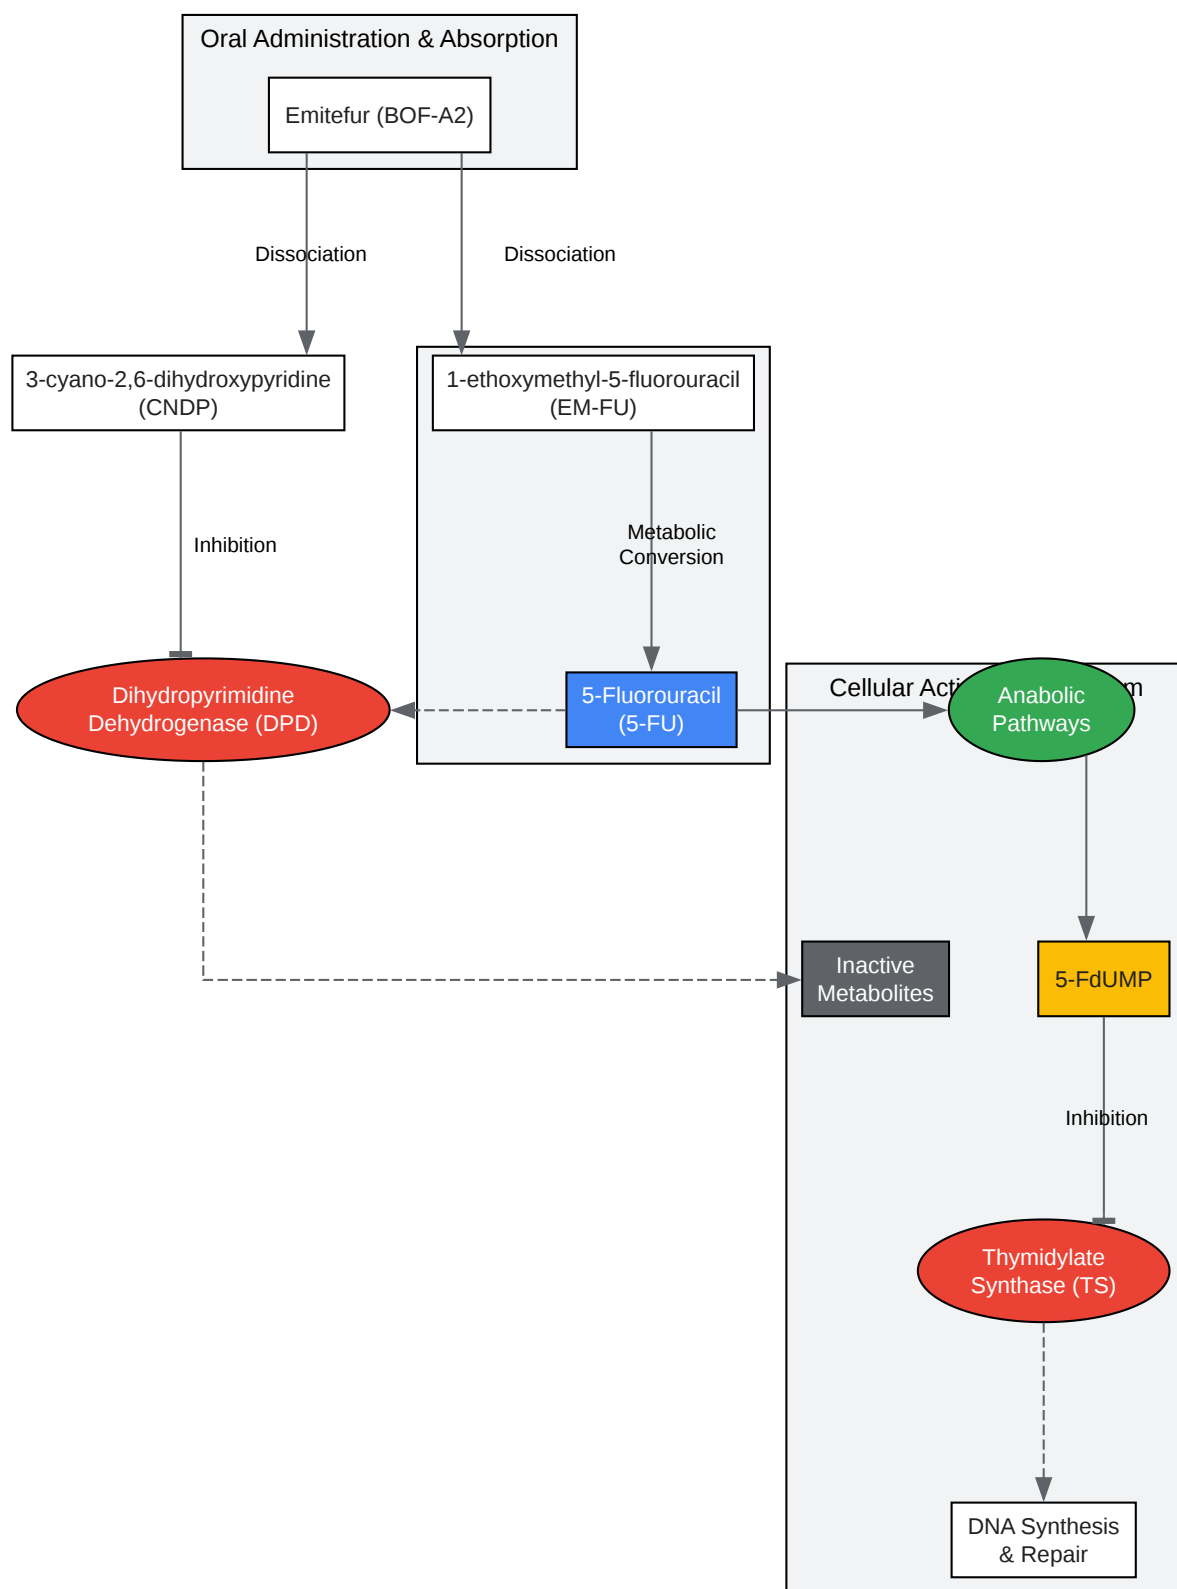 Oral Administration & Absorption
Emitefur (BOF-A2)
Dissociation
Dissociation
3-cyano-2,6-dihydroxypyridine
(CNDP)
1-ethoxymethyl-5-fluorouracil
(EM-FU)
Inhibition
Metabolic
Conversion
Dihydropyrimidine
Dehydrogenase (DPD)
5-Fluorouracil
(5-FU)
Cellular
Anabolic
Pathways
Inactive
Metabolites
5-FdUMP
Inhibition
Thymidylate
Synthase (TS)
DNA Synthesis
& Repair